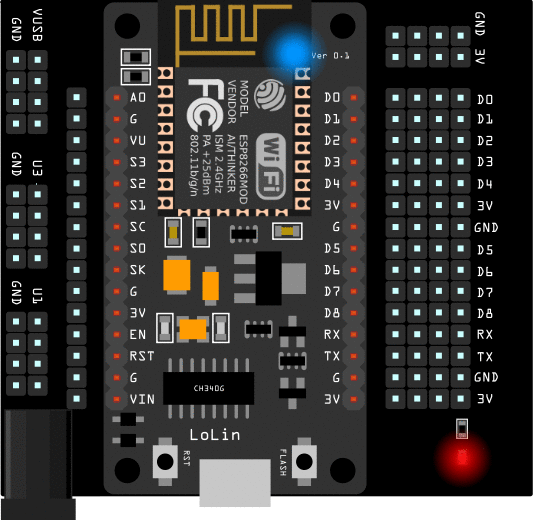 GND VUSB
GND U3
GND U1
GND
3V
Ver 0.1
MODEL
VENDOR
ESP8266MOD
AI/THINKER
ISM 2.4GHz
PA +25dBm
802.11b/g/n
FC
WiFi
A0
G
VU
S3
S2
S1
SC
S0
SK
G
3V
EN
RST
G
VIN
D0
D1
D2
D3
D4
3V
G
D5
D6
D7
D8
RX
TX
G
3V
D0
D1
D2
D3
D4
3V
GND
D5
D6
D7
D8
RX
TX
GND
3V
CH340G
LoLin
RST
FLASH